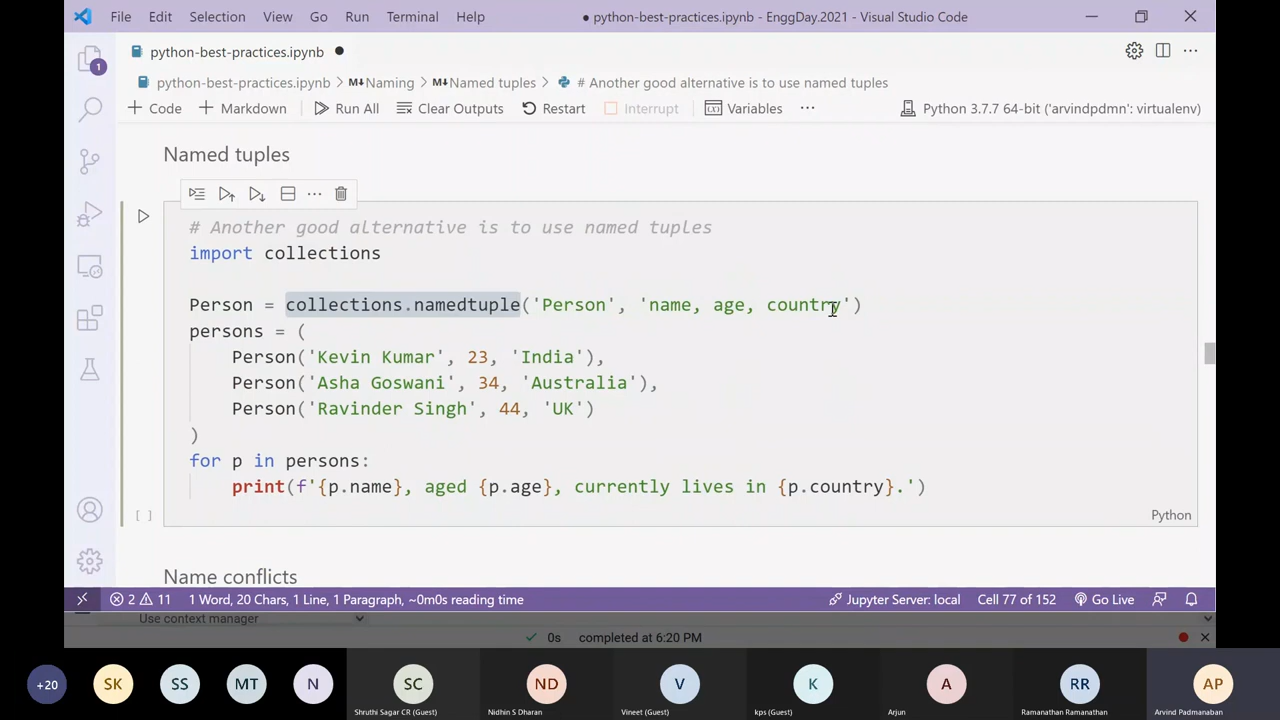 File Edit Selection View Go Run Terminal Help ● python-best-practices.ipynb - EnggDay.2021 - Visual Studio Code
python-best-practices.ipynb ●
python-best-practices.ipynb > M↓Naming > M↓Named tuples > # Another good alternative is to use named tuples
+ Code + Markdown Run All Clear Outputs Restart Interrupt Variables ··· Python 3.7.7 64-bit ('arvindpdmn': virtualenv)
1
Named tuples
# Another good alternative is to use named tuples
import collections
Person = collections.namedtuple('Person', 'name, age, country')
persons = (
Person('Kevin Kumar', 23, 'India'),
Person('Asha Goswani', 34, 'Australia'),
Person('Ravinder Singh', 44, 'UK')
)
for p in persons:
print(f'{p.name}, aged {p.age}, currently lives in {p.country}.')
[ ] Python
Name conflicts
2 11 1 Word, 20 Chars, 1 Line, 1 Paragraph, ~0m0s reading time Jupyter Server: local Cell 77 of 152 Go Live
Use context manager
0s completed at 6:20 PM
+20 SK SS MT N SC ND V K A RR AP
Shruthi Sagar CR (Guest) Nidhin S Dharan Vineet (Guest) kps (Guest) Arjun Ramanathan Ramanathan Arvind Padmanaban